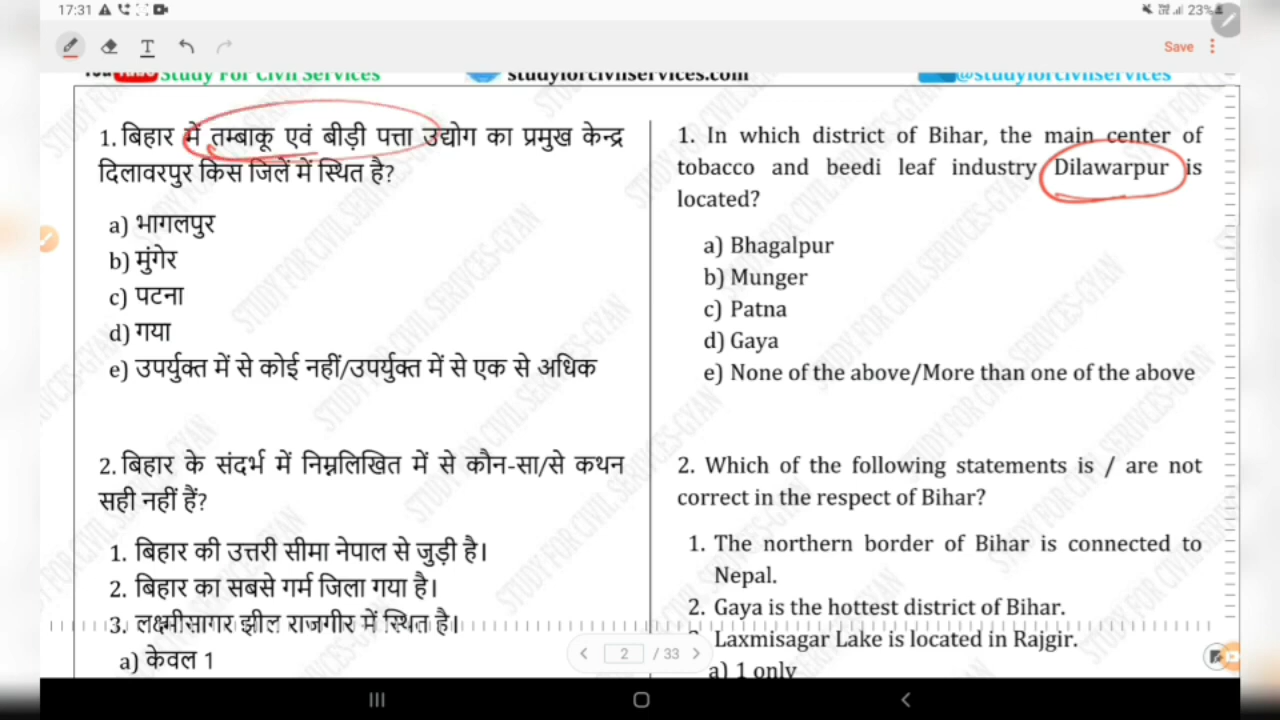 17:31
23%
Save
Study For Civil Services
studyforcivilservices.com
@studyforcivilservices
1. बिहार में तम्बाकू एवं बीड़ी पत्ता उद्योग का प्रमुख केन्द्र
दिलावरपुर किस जिलें में स्थित है?
a) भागलपुर
b) मुंगेर
c) पटना
d) गया
e) उपर्युक्त में से कोई नहीं/उपर्युक्त में से एक से अधिक
2. बिहार के संदर्भ में निम्नलिखित में से कौन-सा/से कथन
सही नहीं हैं?
1. बिहार की उत्तरी सीमा नेपाल से जुड़ी है।
2. बिहार का सबसे गर्म जिला गया है।
3. लक्ष्मीसागर झील राजगीर में स्थित है।
a) केवल 1
1. In which district of Bihar, the main center of
tobacco and beedi leaf industry Dilawarpur is
located?
a) Bhagalpur
b) Munger
c) Patna
d) Gaya
e) None of the above/More than one of the above
2. Which of the following statements is / are not
correct in the respect of Bihar?
1. The northern border of Bihar is connected to
Nepal.
2. Gaya is the hottest district of Bihar.
Laxmisagar Lake is located in Rajgir.
a) 1 only
2 / 33
STUDY FOR CIVIL SERIVCES-GYAN